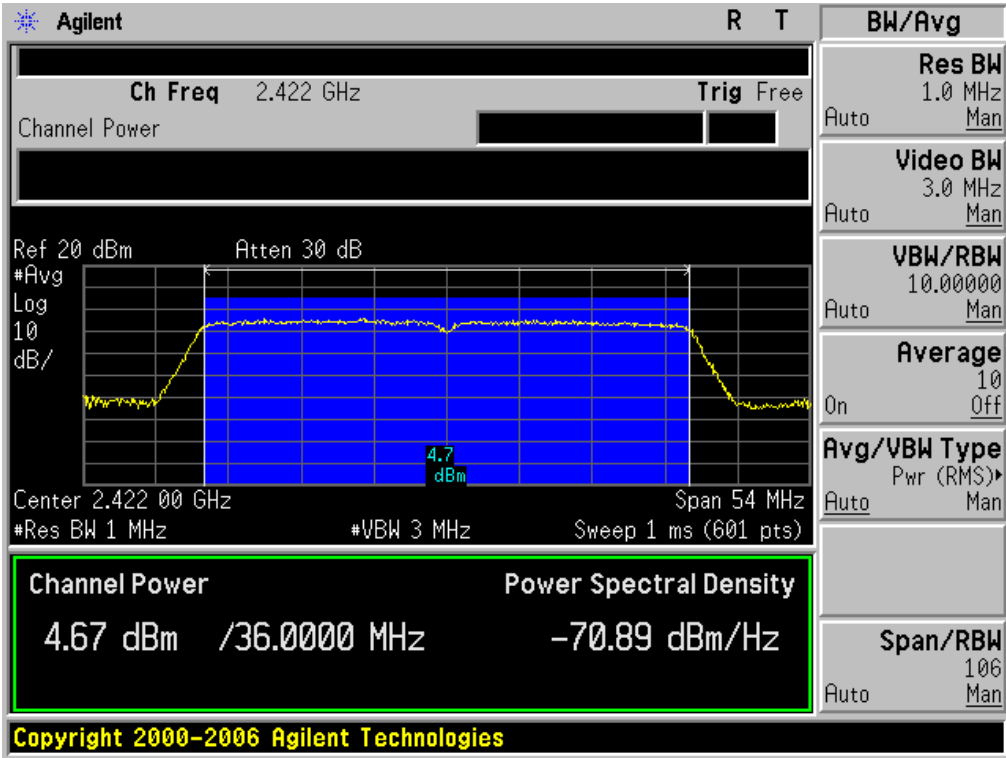 Agilent R T
Ch Freq 2.422 GHz Trig Free
Channel Power
Ref 20 dBm Atten 30 dB
#Avg
Log
10
dB/
4.7
dBm
Center 2.422 00 GHz Span 54 MHz
#Res BW 1 MHz #VBW 3 MHz Sweep 1 ms (601 pts)
Channel Power Power Spectral Density
4.67 dBm /36.0000 MHz -70.89 dBm/Hz
Copyright 2000-2006 Agilent Technologies
BW/Avg
Res BW
1.0 MHz
Auto Man
Video BW
3.0 MHz
Auto Man
VBW/RBW
10.00000
Auto Man
Average
10
On Off
Avg/VBW Type
Pwr (RMS)▸
Auto Man
Span/RBW
106
Auto Man